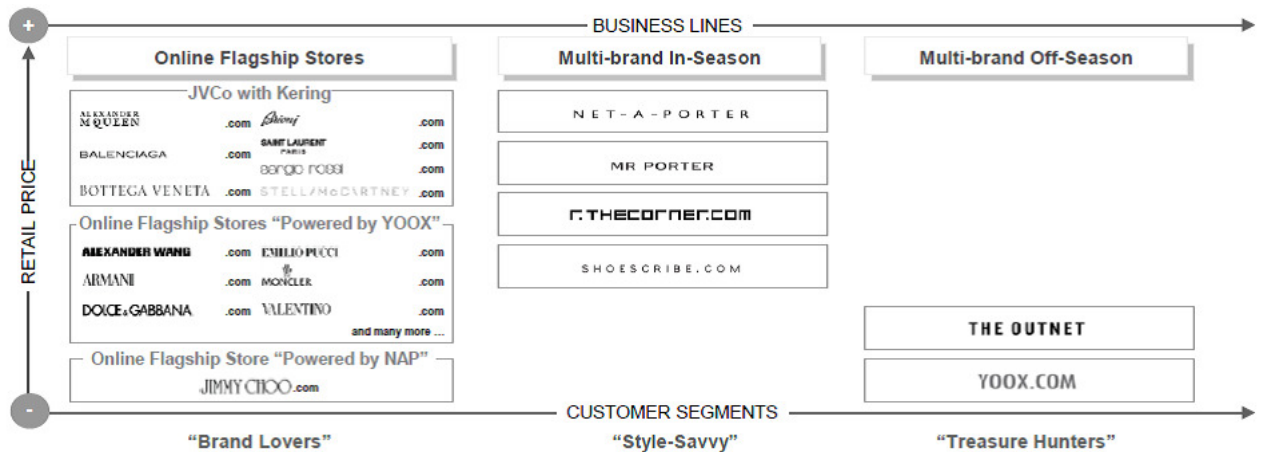 BUSINESS LINES
+
Online Flagship Stores
Multi-brand In-Season
Multi-brand Off-Season
RETAIL PRICE
JVCo with Kering
ALEXANDER
MCQUEEN .com
Brioni .com
BALENCIAGA .com
SAINT LAURENT
PARIS .com
sergio rossi .com
BOTTEGA VENETA .com
STELLA McCARTNEY .com
Online Flagship Stores “Powered by YOOX”
ALEXANDER WANG .com
EMILIO PUCCI .com
ARMANI .com
MONCLER .com
DOLCE & GABBANA .com
VALENTINO .com
and many more ...
Online Flagship Store “Powered by NAP”
JIMMY CHOO.com
NET-A-PORTER
MR PORTER
r.THECORNER.COM
SHOESCRIBE.COM
THE OUTNET
YOOX.COM
-
CUSTOMER SEGMENTS
“Brand Lovers”
“Style-Savvy”
“Treasure Hunters”